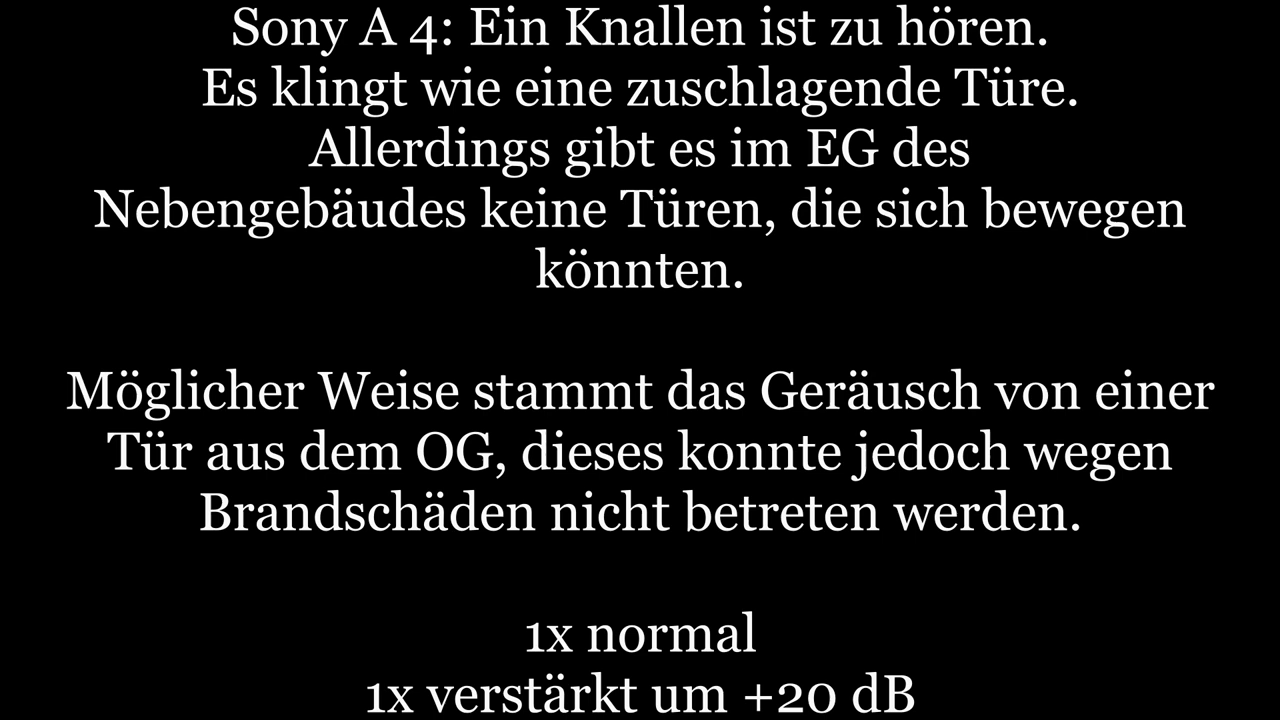 Sony A 4: Ein Knallen ist zu hören.
Es klingt wie eine zuschlagende Türe.
Allerdings gibt es im EG des
Nebengebäudes keine Türen, die sich bewegen
könnten.
Möglicher Weise stammt das Geräusch von einer
Tür aus dem OG, dieses konnte jedoch wegen
Brandschäden nicht betreten werden.
1x normal
1x verstärkt um +20 dB